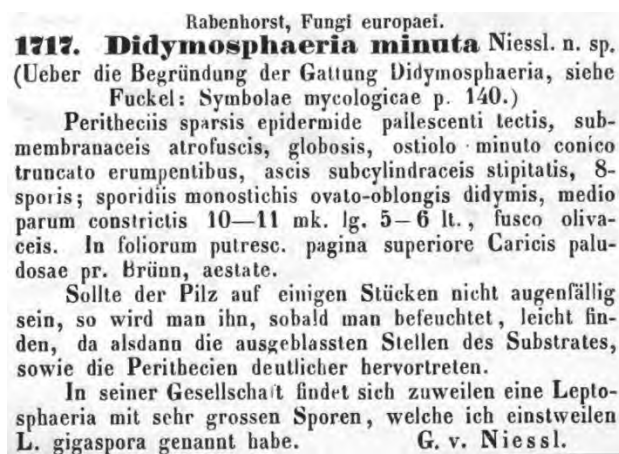 Rabenhorst, Fungi europaei.
1717. Didymosphaeria minuta Niessl. n. sp.
(Ueber die Begründung der Gattung Didymosphaeria, siehe
Fuckel: Symbolae mycologicae p. 140.)
Peritheciis sparsis epidermide pallescenti tectis, sub-
membranaceis atrofuscis, globosis, ostiolo minuto conico
truncato erumpentibus, ascis subcylindraceis stipitatis, 8-
sporis; sporidiis monostichis ovato-oblongis didymis, medio
parum constrictis 10—11 mk. lg. 5—6 lt., fusco oliva-
ceis. In foliorum putresc. pagina superiore Caricis palu-
dosae pr. Brünn, aestate.
Sollte der Pilz auf einigen Stücken nicht augenfällig
sein, so wird man ihn, sobald man befeuchtet, leicht fin-
den, da alsdann die ausgeblassten Stellen des Substrates,
sowie die Perithecien deutlicher hervortreten.
In seiner Gesellschaft findet sich zuweilen eine Lepto-
sphaeria mit sehr grossen Sporen, welche ich einstweilen
L. gigaspora genannt habe. G. v. Niessl.